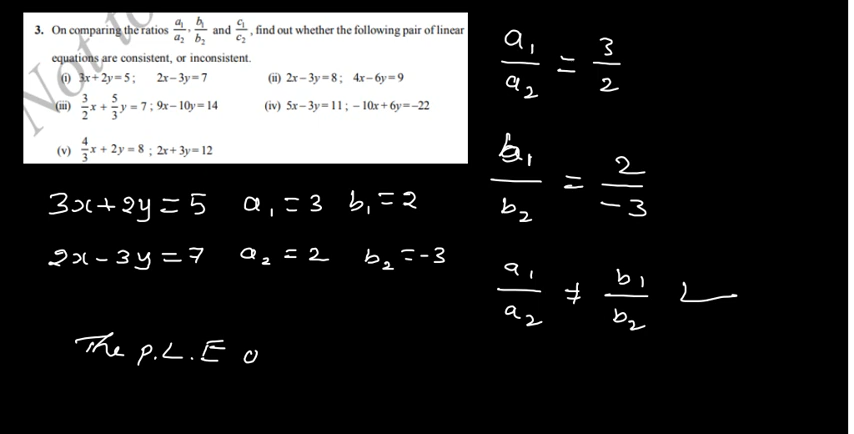 3. On comparing the ratios a₁/a₂, b₁/b₂ and c₁/c₂, find out whether the following pair of linear
equations are consistent, or inconsistent.
(i) 3x + 2y = 5 ; 2x – 3y = 7 (ii) 2x – 3y = 8 ; 4x – 6y = 9
(iii) 3/2 x + 5/3 y = 7 ; 9x – 10y = 14 (iv) 5x – 3y = 11 ; – 10x + 6y = –22
(v) 4/3 x + 2y = 8 ; 2x + 3y = 12
Not to
3x + 2y = 5 a₁ = 3 b₁ = 2
2x - 3y = 7 a₂ = 2 b₂ = -3
The P.L.E o
a₁/a₂ = 3/2
b₁/b₂ = 2/-3
a₁/a₂ ≠ b₁/b₂